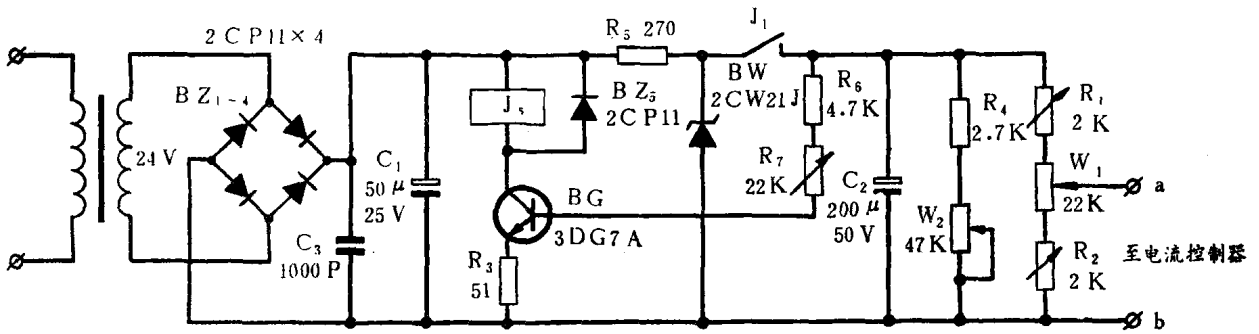 2CP11×4
BZ₁₋₄
24V
C₁
50μ
25V
C₃
1000P
J₅
BZ₅
2CP11
R₅ 270
BG
3DG7A
R₃
51
J₁
BW
2CW21J
R₆
4.7K
R₇
22K
C₂
200μ
50V
R₄
2.7K
W₂
47K
R₁
2K
W₁
22K
R₂
2K
a
至电流控制器
b